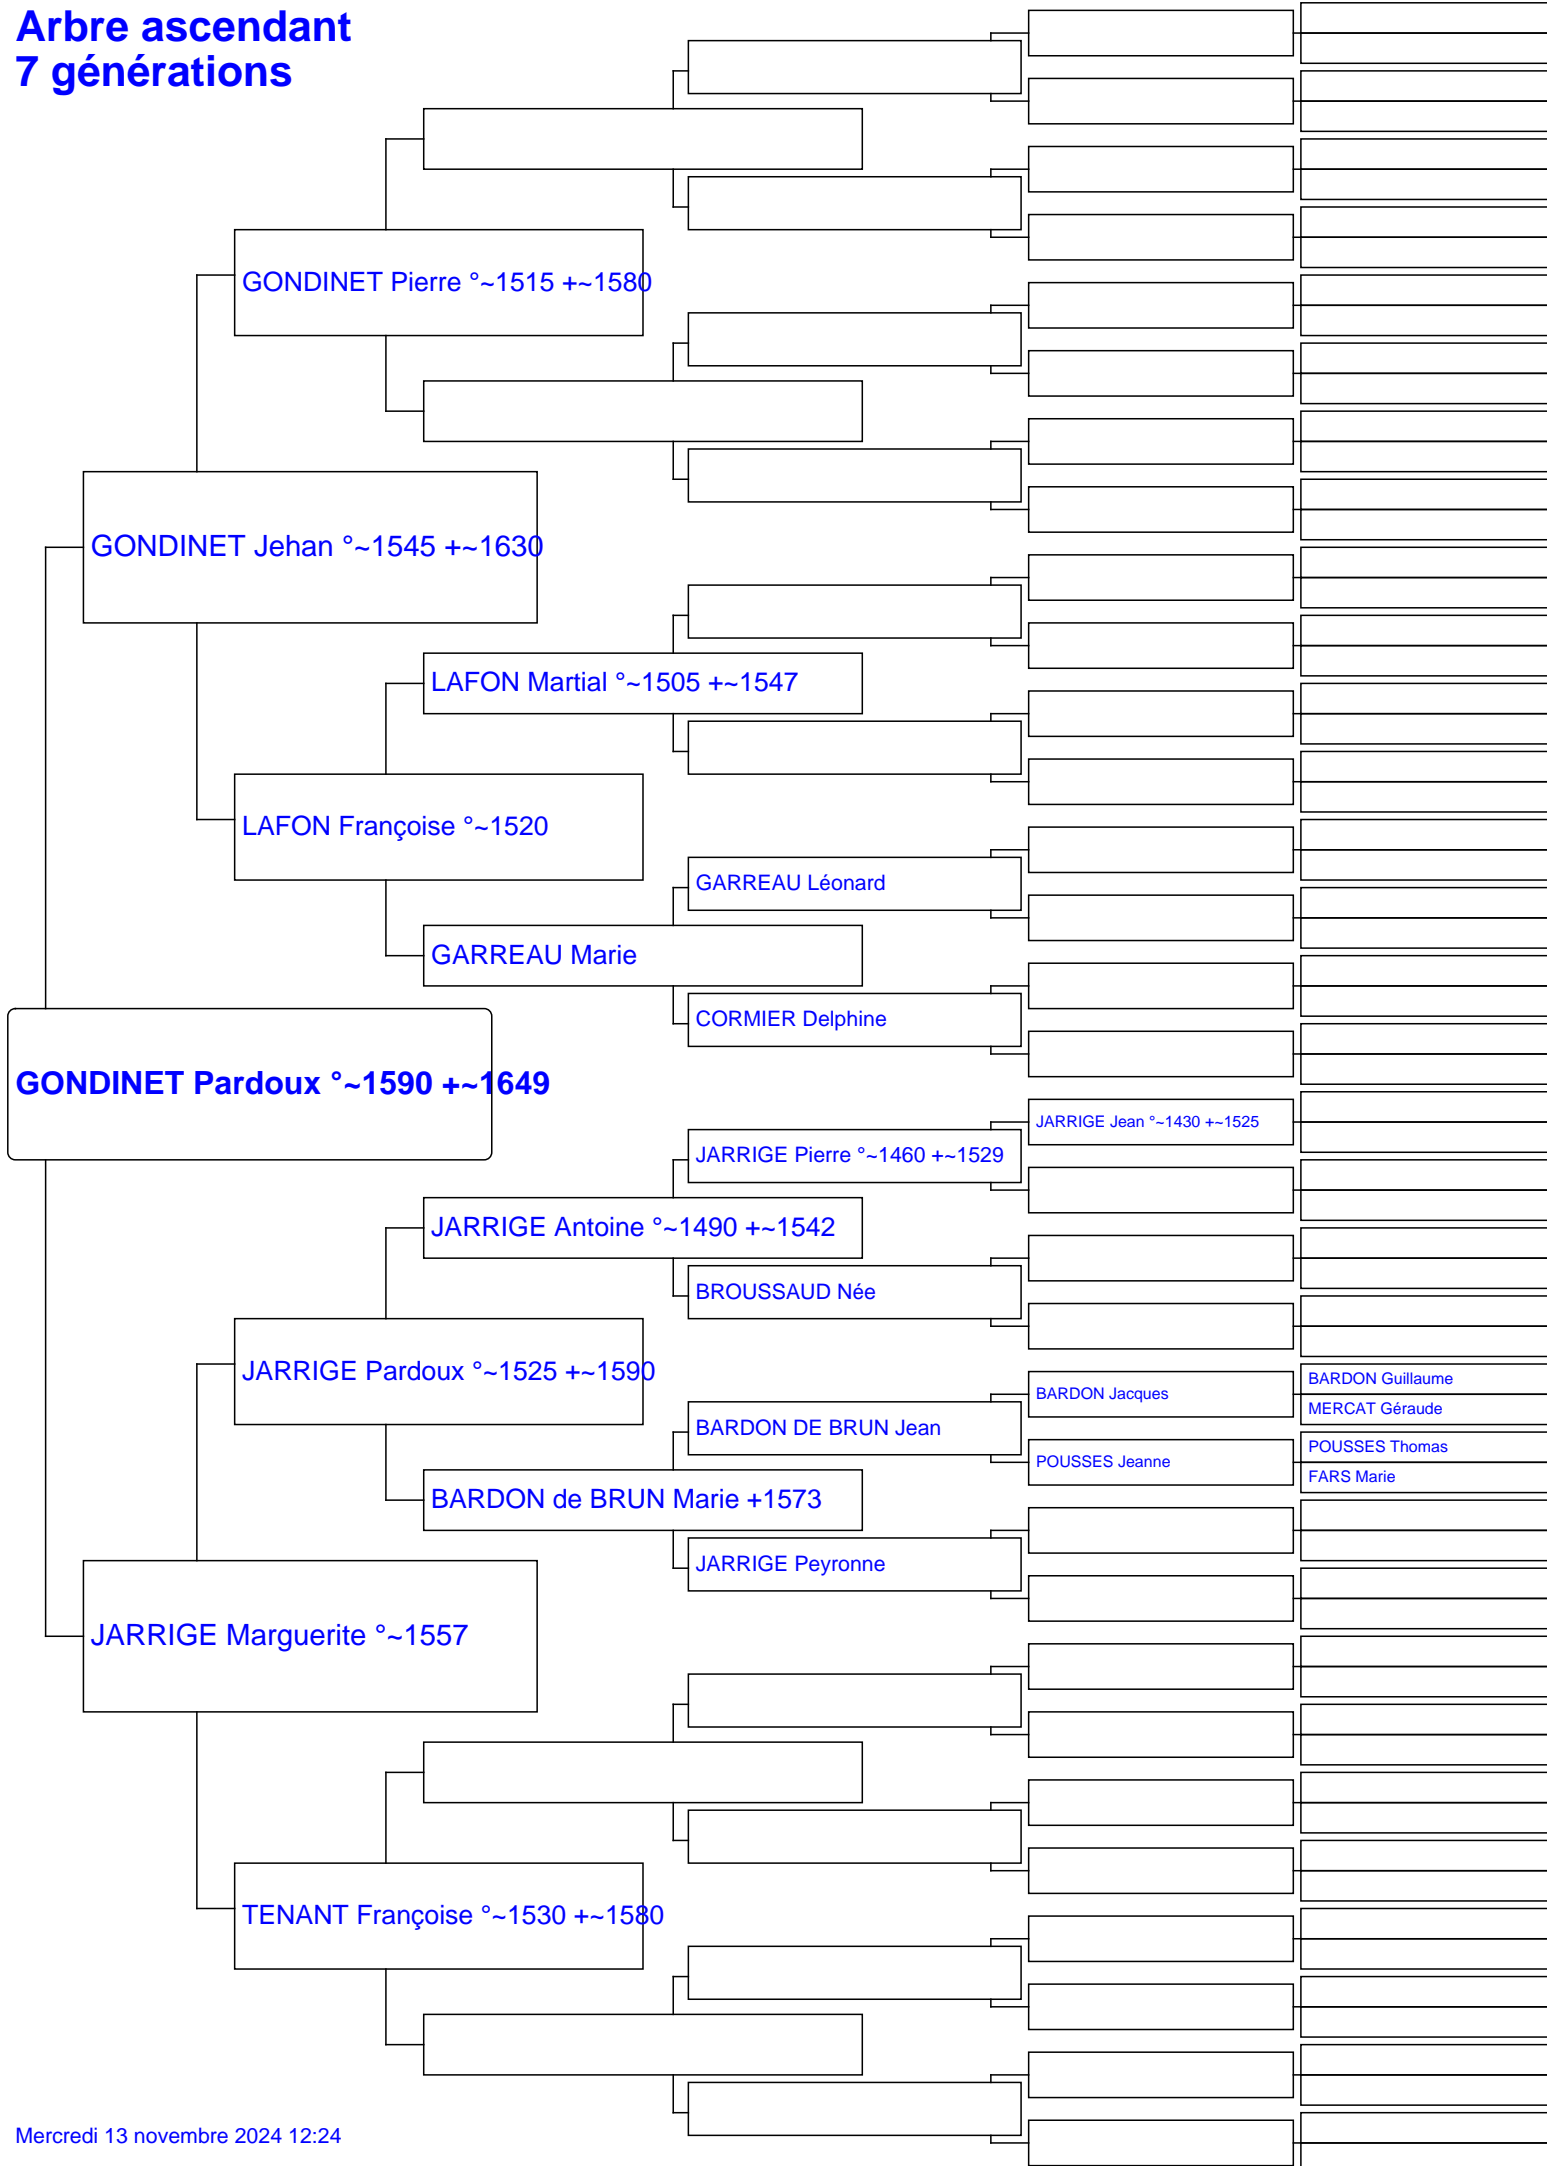 Arbre ascendant
7 générations
GONDINET Pierre °~1515 +~1580
GONDINET Jehan °~1545 +~1630
LAFON Martial °~1505 +~1547
LAFON Françoise °~1520
GARREAU Léonard
GARREAU Marie
CORMIER Delphine
GONDINET Pardoux °~1590 +~1649
JARRIGE Jean °~1430 +~1525
JARRIGE Pierre °~1460 +~1529
JARRIGE Antoine °~1490 +~1542
BROUSSAUD Née
JARRIGE Pardoux °~1525 +~1590
BARDON Guillaume
BARDON Jacques
MERCAT Géraude
BARDON DE BRUN Jean
POUSSES Thomas
POUSSES Jeanne
FARS Marie
BARDON de BRUN Marie +1573
JARRIGE Peyronne
JARRIGE Marguerite °~1557
TENANT Françoise °~1530 +~1580
Mercredi 13 novembre 2024 12:24